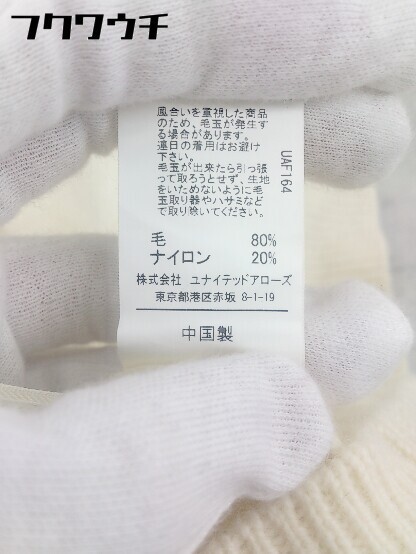 フクワウチ
風合いを重視した商品
のため、毛玉が発生す
る場合があります。
連日の着用はお避け
下さい。
毛玉が出来たら引っ張
って取ろうとせず、生地
をいためないように毛
玉取り器やハサミなど
で取り除いてください。
UAF164
毛 80%
ナイロン 20%
株式会社 ユナイテッドアローズ
東京都港区赤坂 8-1-19
中国製